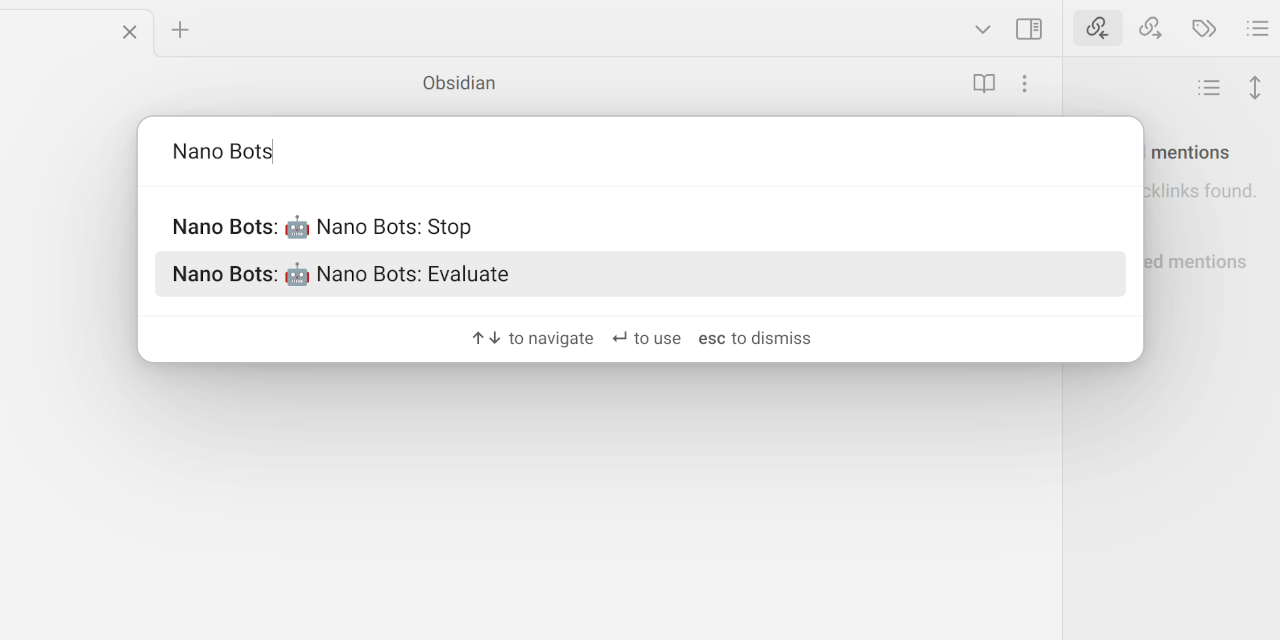 Obsidian
Nano Bots
mentions
cklinks found.
Nano Bots: 🤖 Nano Bots: Stop
ed mentions
Nano Bots: 🤖 Nano Bots: Evaluate
↑↓ to navigate ↵ to use esc to dismiss